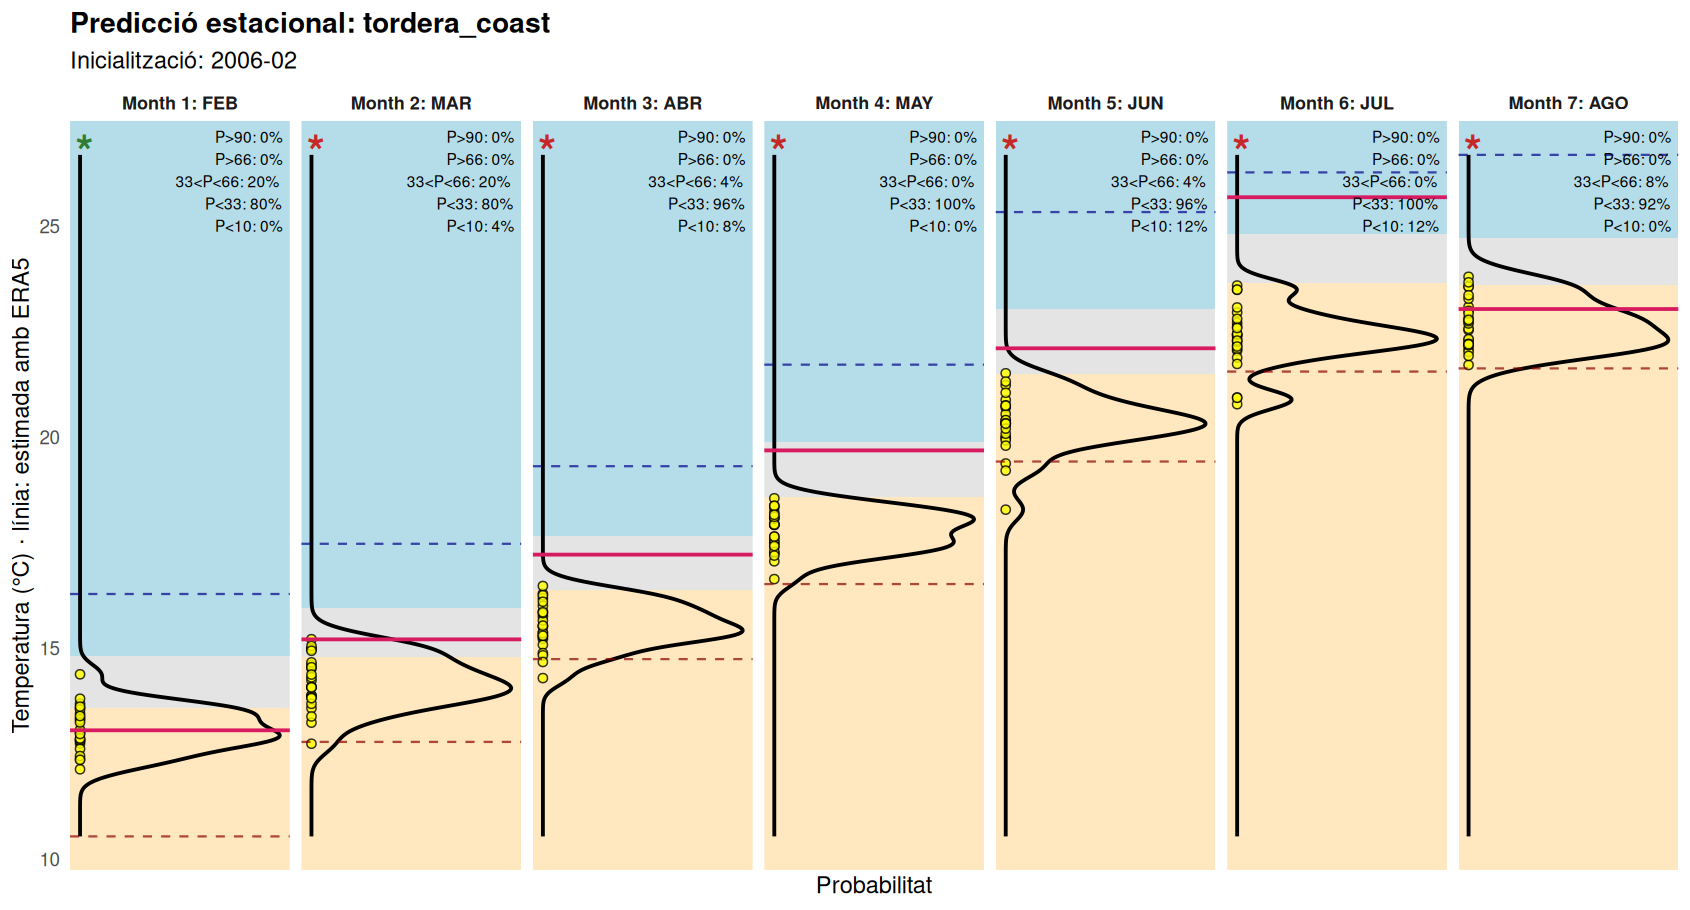 Predicció estacional: tordera_coast
Inicialització: 2006-02
Month 1: FEB
Month 2: MAR
Month 3: ABR
Month 4: MAY
Month 5: JUN
Month 6: JUL
Month 7: AGO
*
P>90: 0%
P>66: 0%
33<P<66: 20%
P<33: 80%
P<10: 0%
*
P>90: 0%
P>66: 0%
33<P<66: 20%
P<33: 80%
P<10: 4%
*
P>90: 0%
P>66: 0%
33<P<66: 4%
P<33: 96%
P<10: 8%
*
P>90: 0%
P>66: 0%
33<P<66: 0%
P<33: 100%
P<10: 0%
*
P>90: 0%
P>66: 0%
33<P<66: 4%
P<33: 96%
P<10: 12%
*
P>90: 0%
P>66: 0%
33<P<66: 0%
P<33: 100%
P<10: 12%
*
P>90: 0%
P>66: 0%
33<P<66: 8%
P<33: 92%
P<10: 0%
25
20
15
10
Temperatura (°C) · línia: estimada amb ERA5
Probabilitat